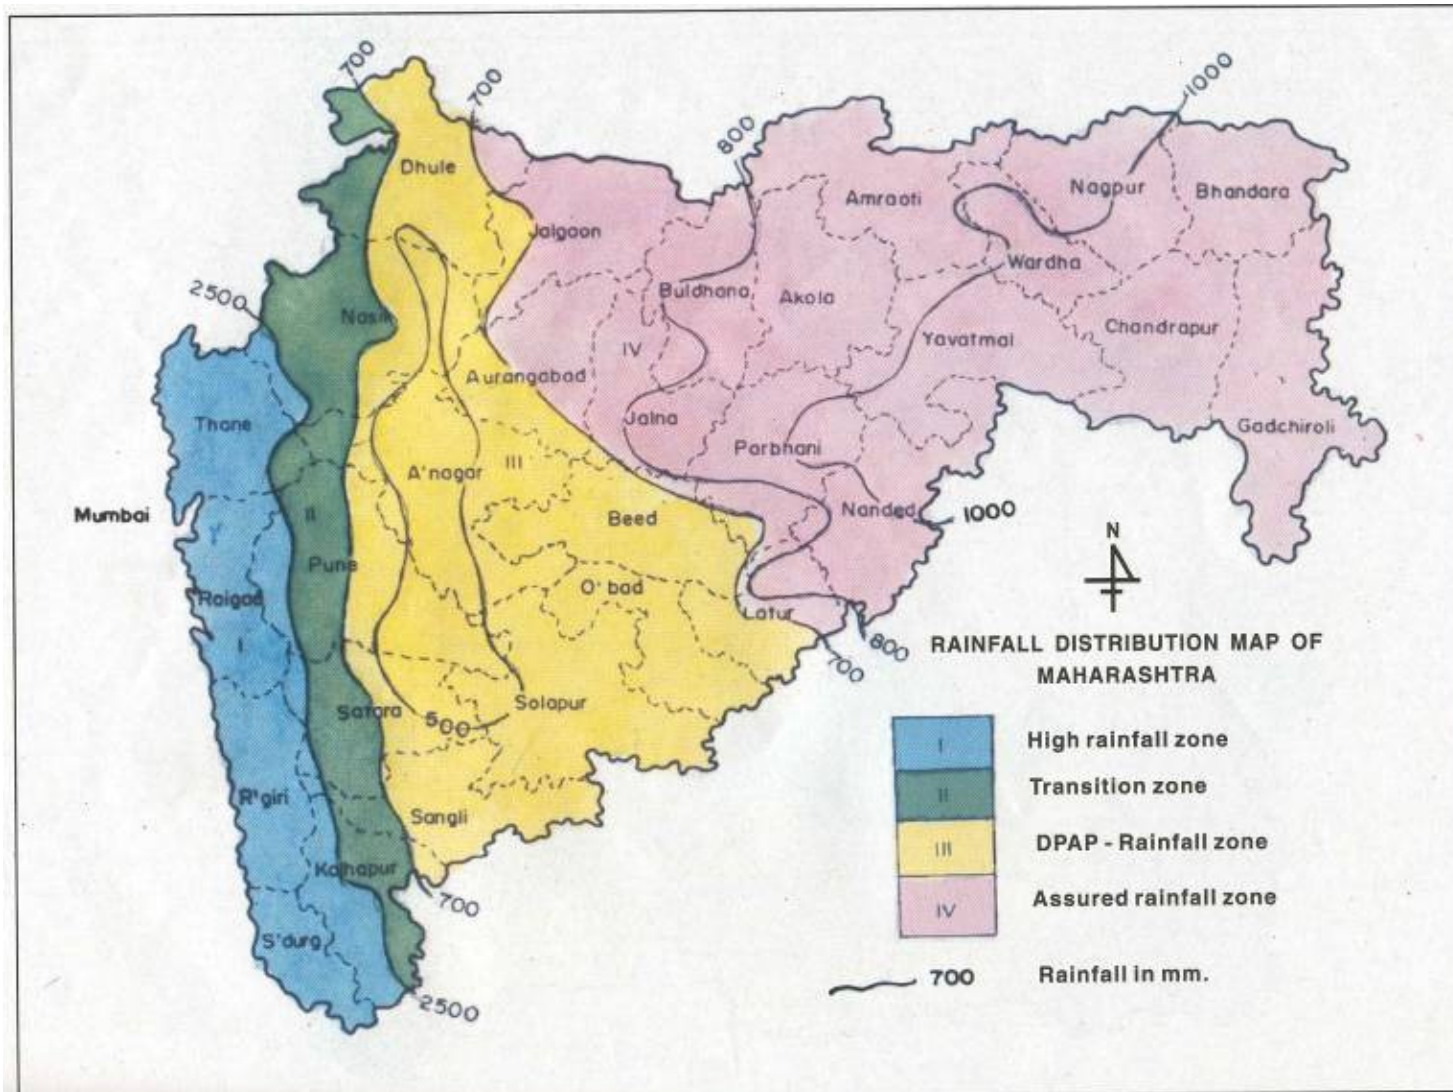 700
700
1000
800
Dhule
Amraoti
Nagpur
Bhandara
Jalgaon
Wardha
2500
Buldhana
Akola
Nasik
Yavatmal
Chandrapur
IV
Aurangabad
Thane
Jalna
Parbhani
Gadchiroli
A'nagar
III
Mumbai
II
Beed
Nanded
1000
N
Pune
O'bad
Raigad
Latur
I
800
700
RAINFALL DISTRIBUTION MAP OF
MAHARASHTRA
Satara
500
Solapur
I
High rainfall zone
II
Transition zone
R'giri
Sangli
III
DPAP - Rainfall zone
Kolhapur
700
IV
Assured rainfall zone
S'durg
2500
700
Rainfall in mm.